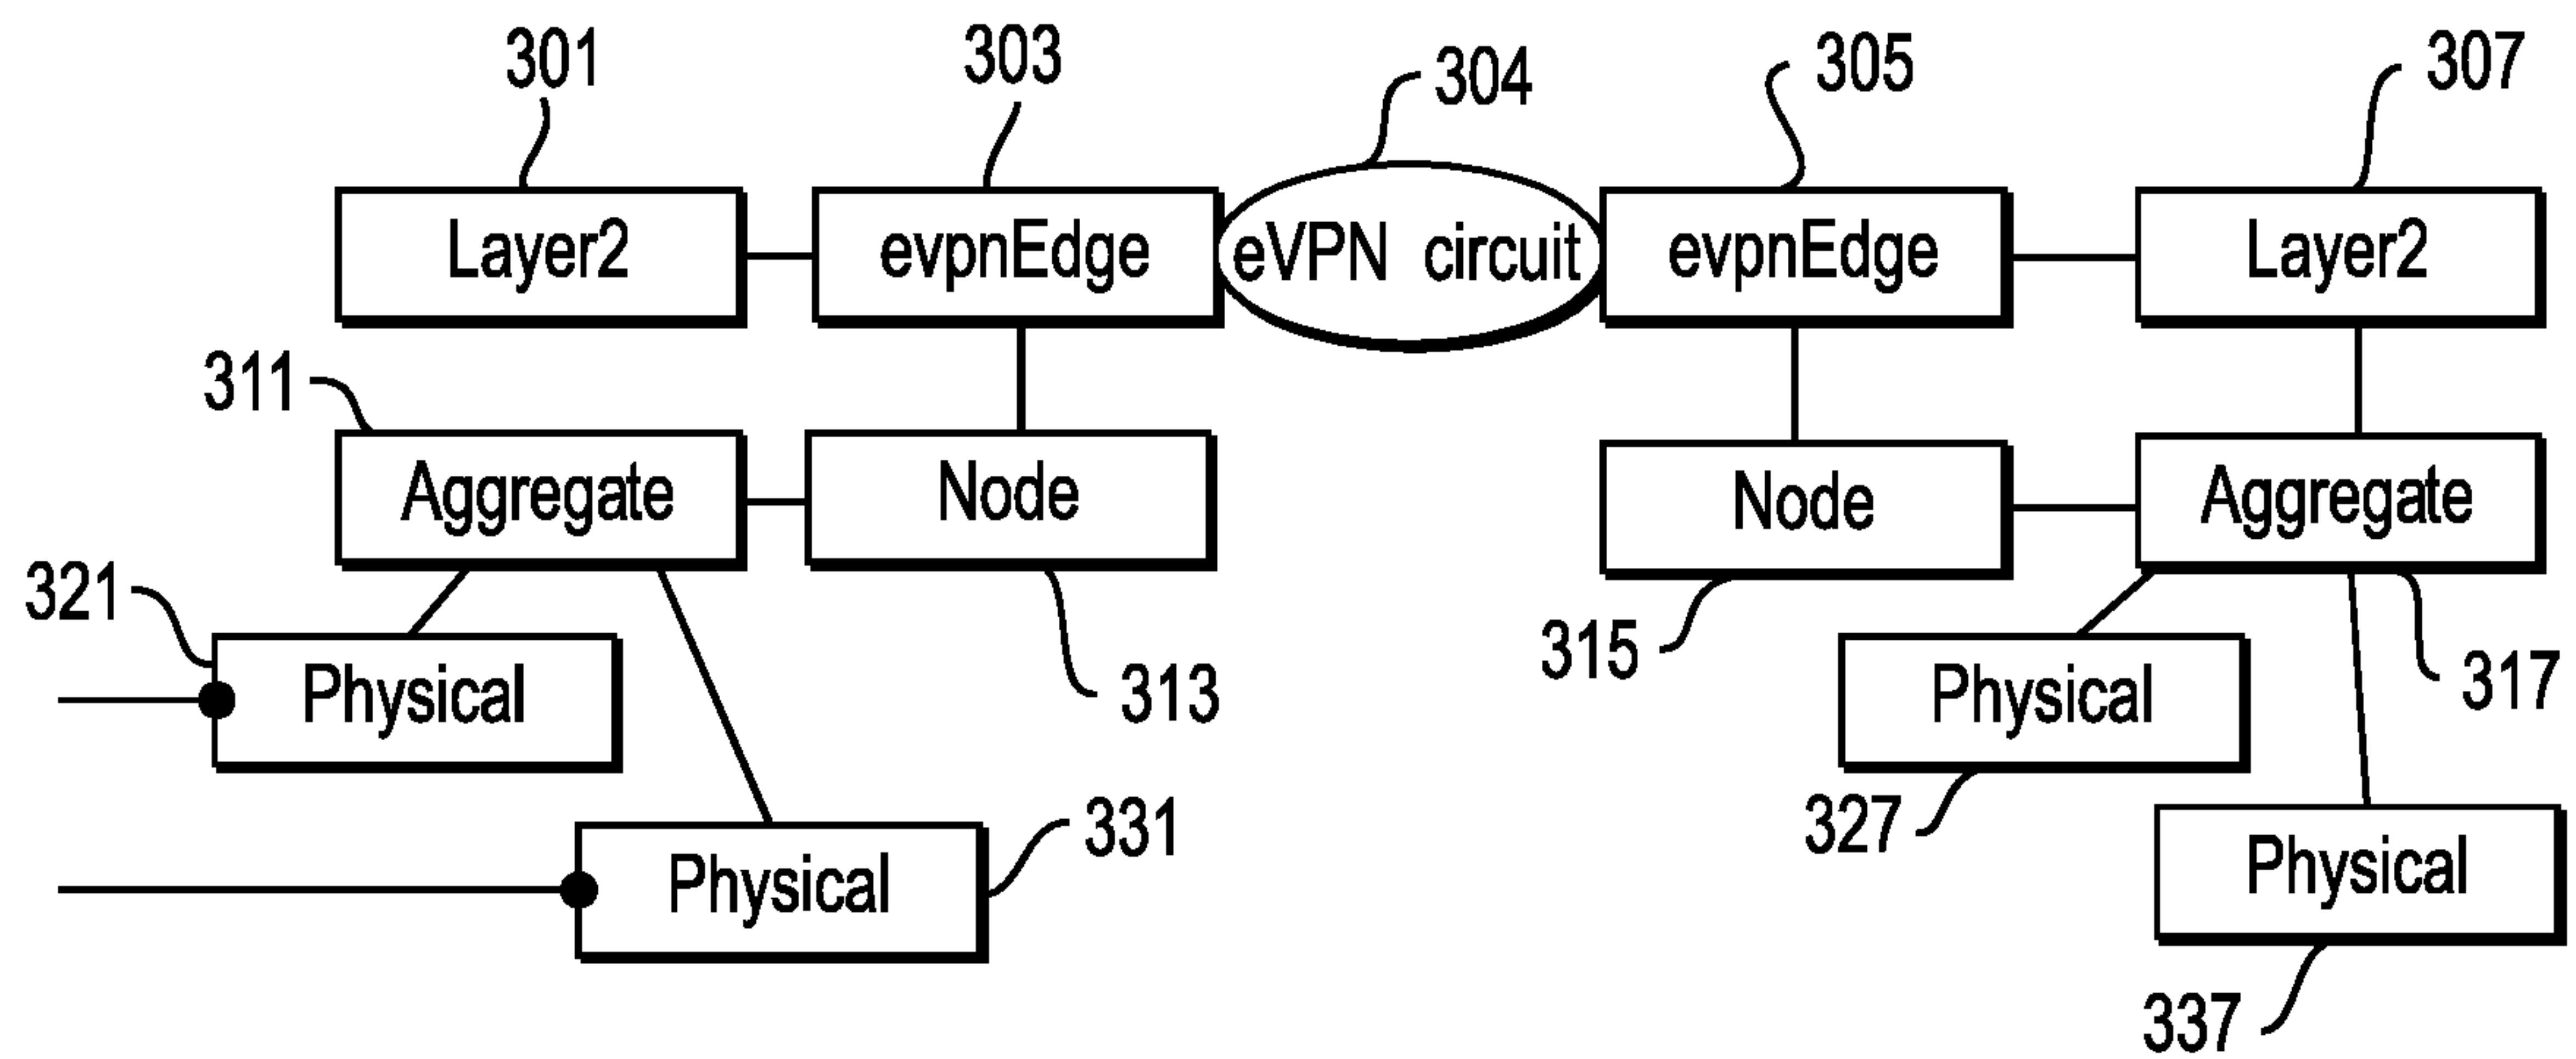 301
303
304
305
307
Layer2
evpnEdge
eVPN circuit
evpnEdge
Layer2
311
Aggregate
Node
Node
Aggregate
321
Physical
313
315
Physical
317
331
Physical
327
Physical
337